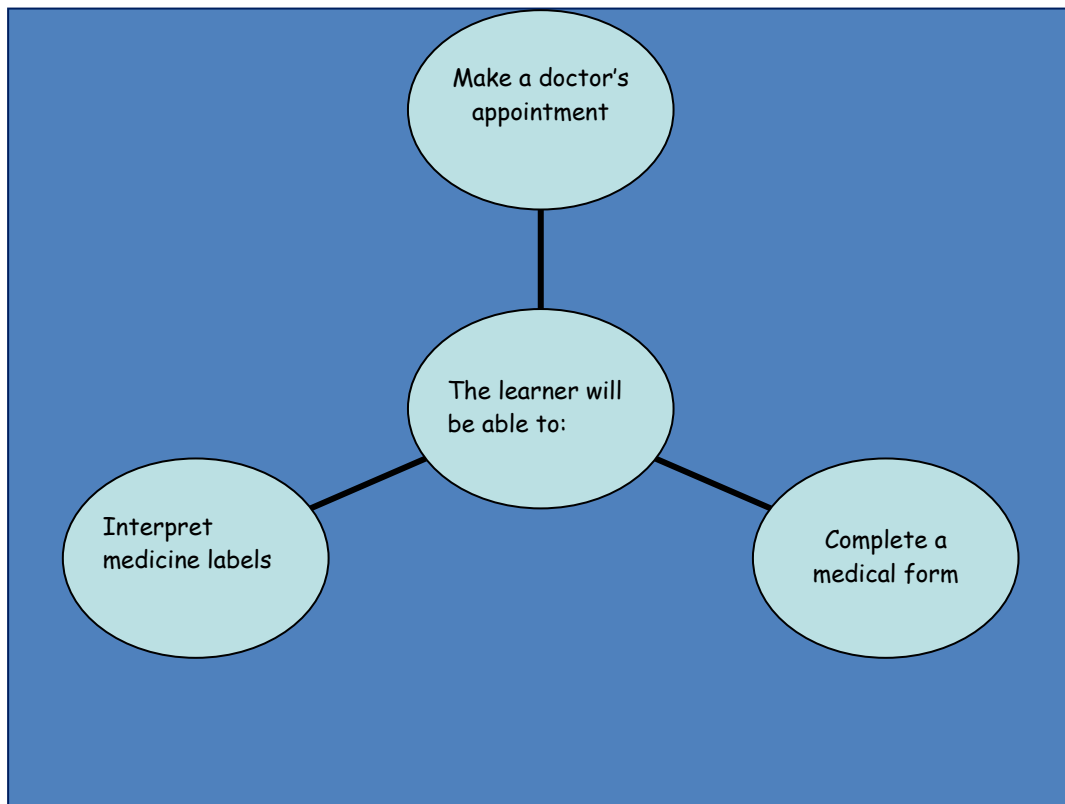 Make a doctor's
appointment
The learner will
be able to:
Interpret
medicine labels
Complete a
medical form